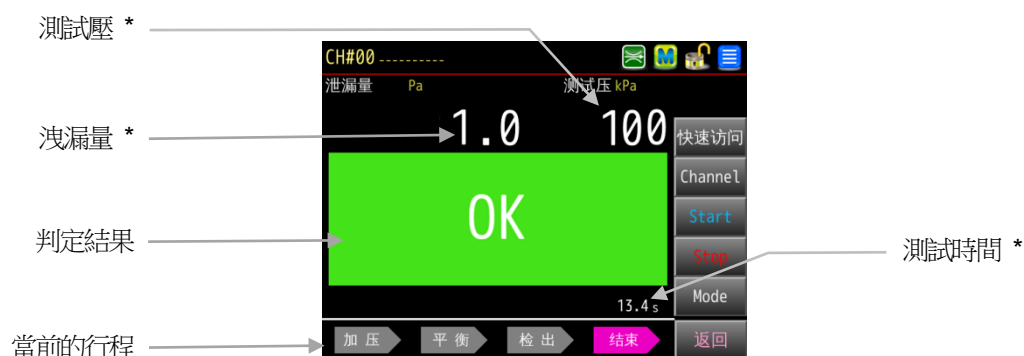 測試壓 *
CH#00 ----------
泄漏量 Pa 测试压 kPa
洩漏量 *
1.0 100
快速访问
Channel
OK
Start
判定結果
Stop
測試時間 *
13.4 s
Mode
當前的行程
加 压 平 衡 检 出 结束 返回